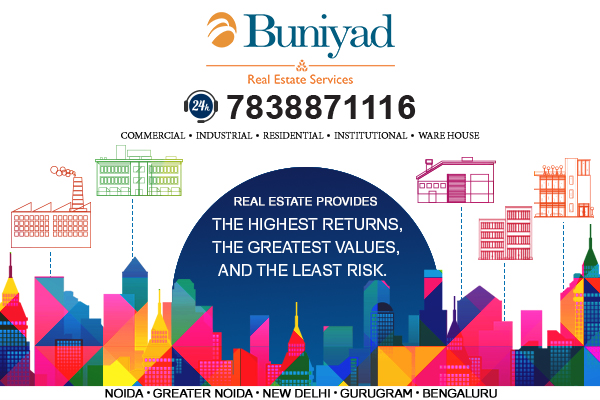 Buniyad
Real Estate Services
24h 7838871116
COMMERCIAL • INDUSTRIAL • RESIDENTIAL • INSTITUTIONAL • WARE HOUSE
REAL ESTATE PROVIDES
THE HIGHEST RETURNS,
THE GREATEST VALUES,
AND THE LEAST RISK.
NOIDA • GREATER NOIDA • NEW DELHI • GURUGRAM • BENGALURU